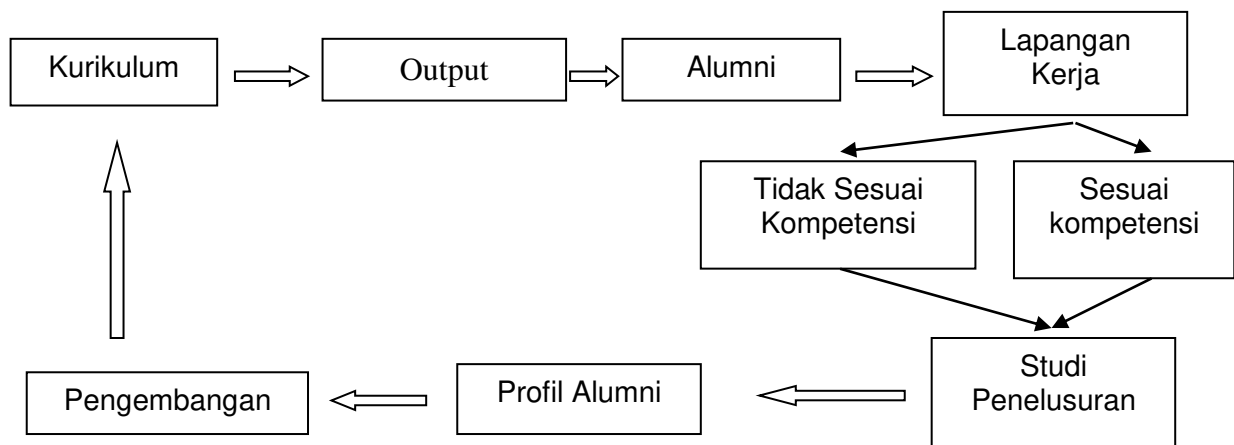 Kurikulum
Output
Alumni
Lapangan
Kerja
Tidak Sesuai
Kompetensi
Sesuai
kompetensi
Studi
Penelusuran
Profil Alumni
Pengembangan